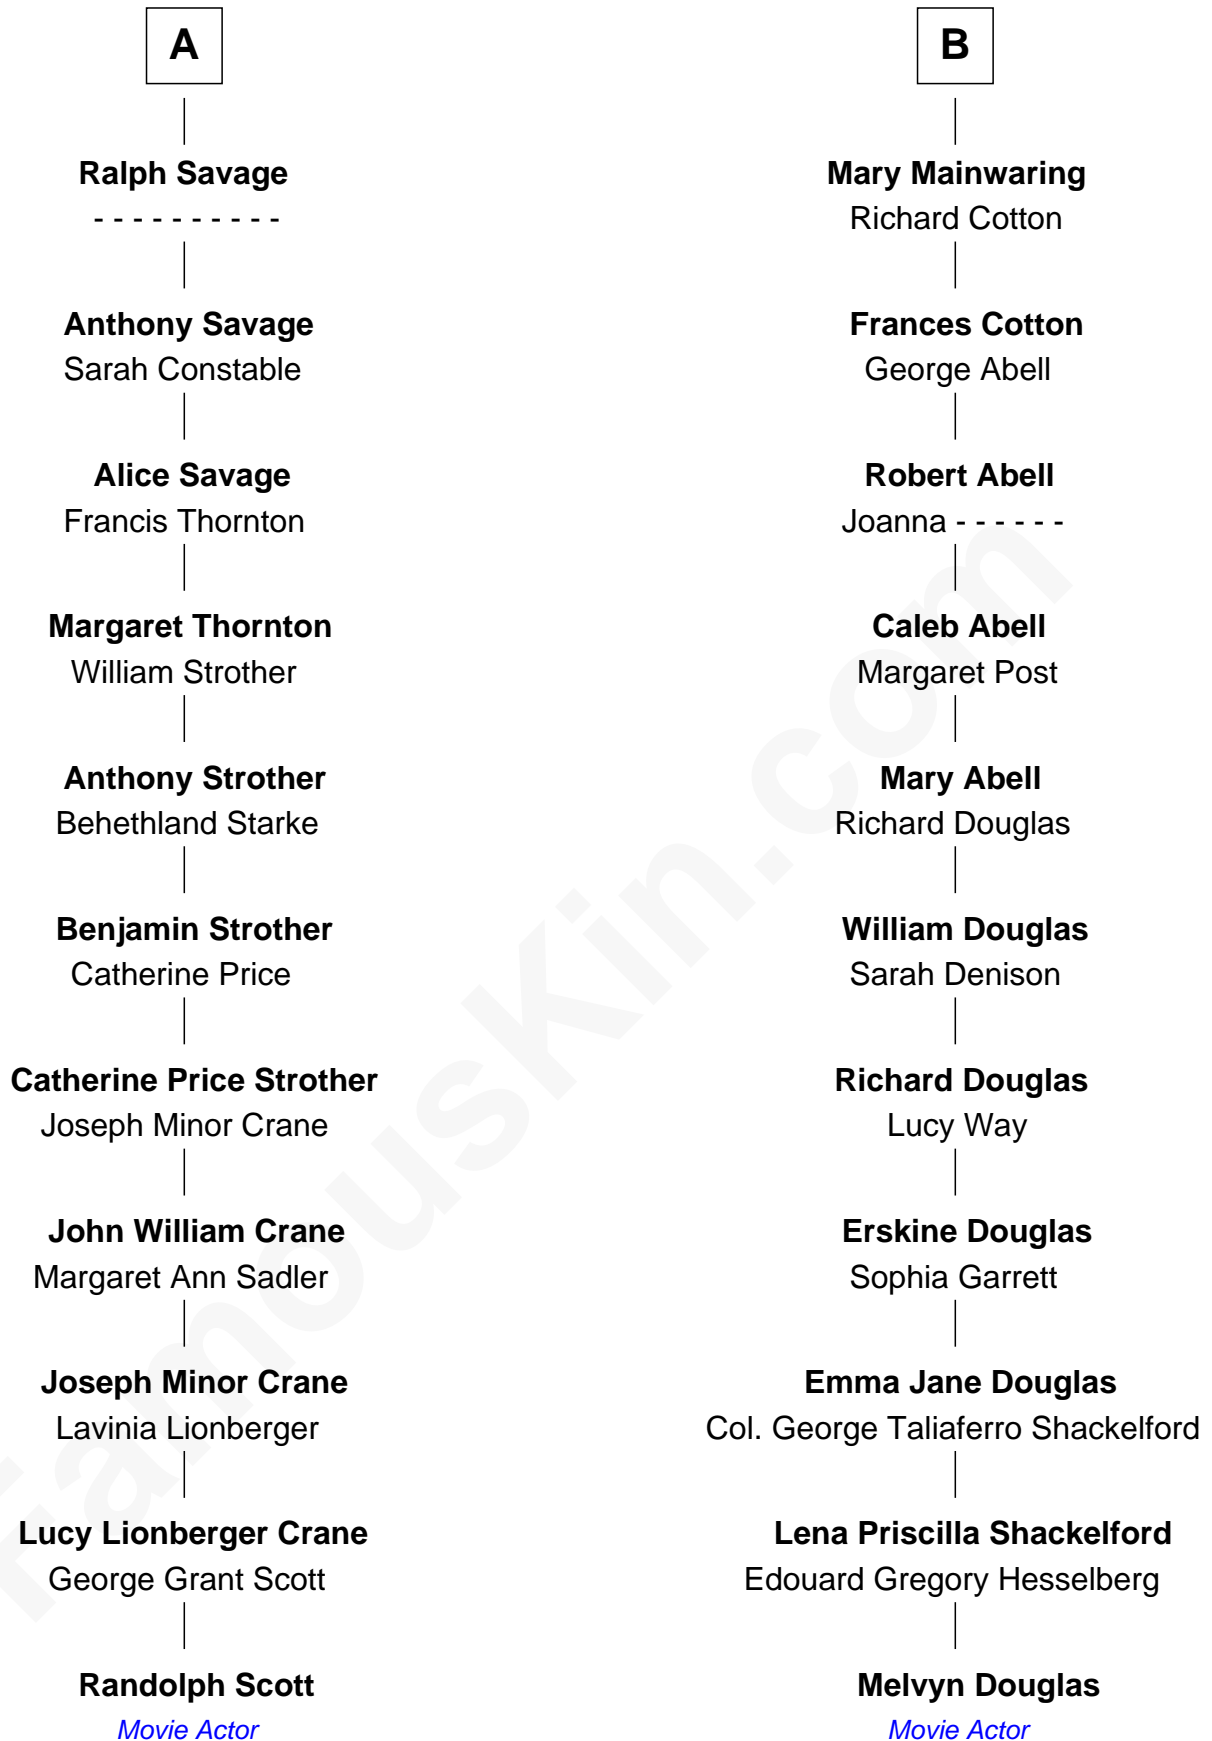 A
Ralph Savage
- - - - - - - - - -
Anthony Savage
Sarah Constable
Alice Savage
Francis Thornton
Margaret Thornton
William Strother
Anthony Strother
Behethland Starke
Benjamin Strother
Catherine Price
Catherine Price Strother
Joseph Minor Crane
John William Crane
Margaret Ann Sadler
Joseph Minor Crane
Lavinia Lionberger
Lucy Lionberger Crane
George Grant Scott
Randolph Scott
Movie Actor
B
Mary Mainwaring
Richard Cotton
Frances Cotton
George Abell
Robert Abell
Joanna - - - - - -
Caleb Abell
Margaret Post
Mary Abell
Richard Douglas
William Douglas
Sarah Denison
Richard Douglas
Lucy Way
Erskine Douglas
Sophia Garrett
Emma Jane Douglas
Col. George Taliaferro Shackelford
Lena Priscilla Shackelford
Edouard Gregory Hesselberg
Melvyn Douglas
Movie Actor
FamousKin.com